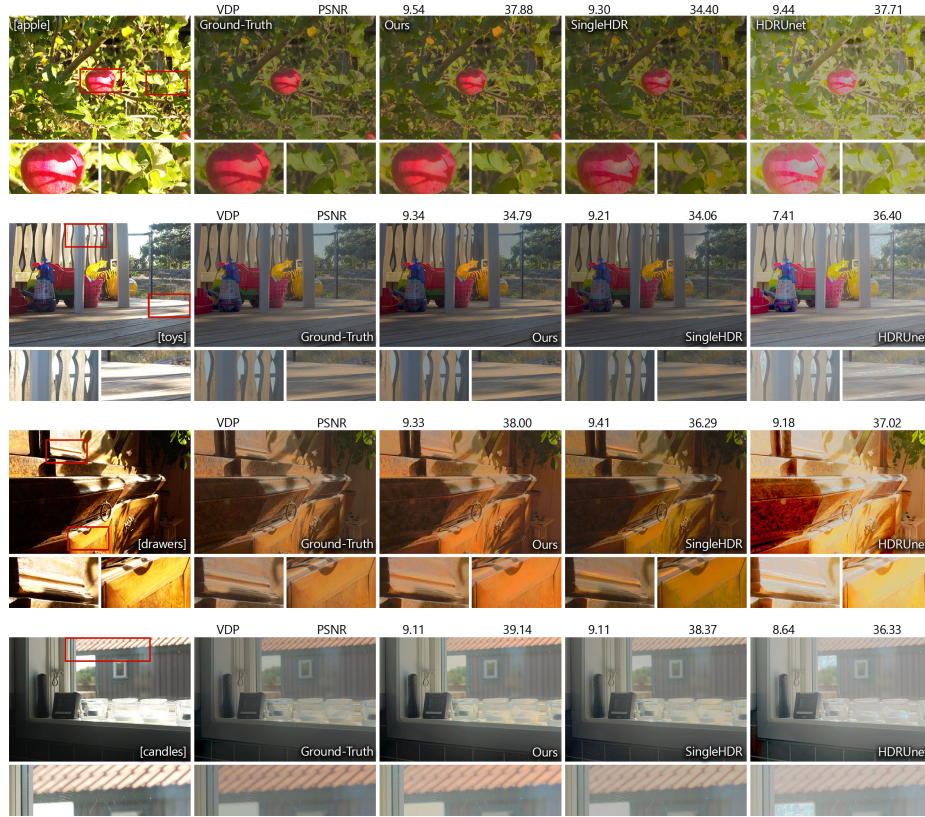 VDP PSNR 9.54 37.88 9.30 34.40 9.44 37.71
[apple] Ground-Truth Ours SingleHDR HDRUnet
VDP PSNR 9.34 34.79 9.21 34.06 7.41 36.40
[toys] Ground-Truth Ours SingleHDR HDRUnet
VDP PSNR 9.33 38.00 9.41 36.29 9.18 37.02
[drawers] Ground-Truth Ours SingleHDR HDRUnet
VDP PSNR 9.11 39.14 9.11 38.37 8.64 36.33
[candles] Ground-Truth Ours SingleHDR HDRUnet